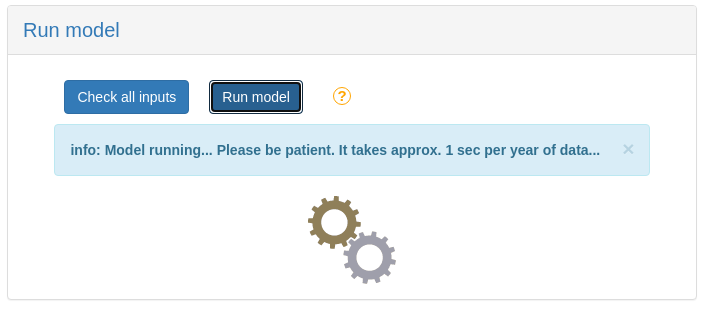 Run model
Check all inputs Run model ?
info: Model running... Please be patient. It takes approx. 1 sec per year of data... ×